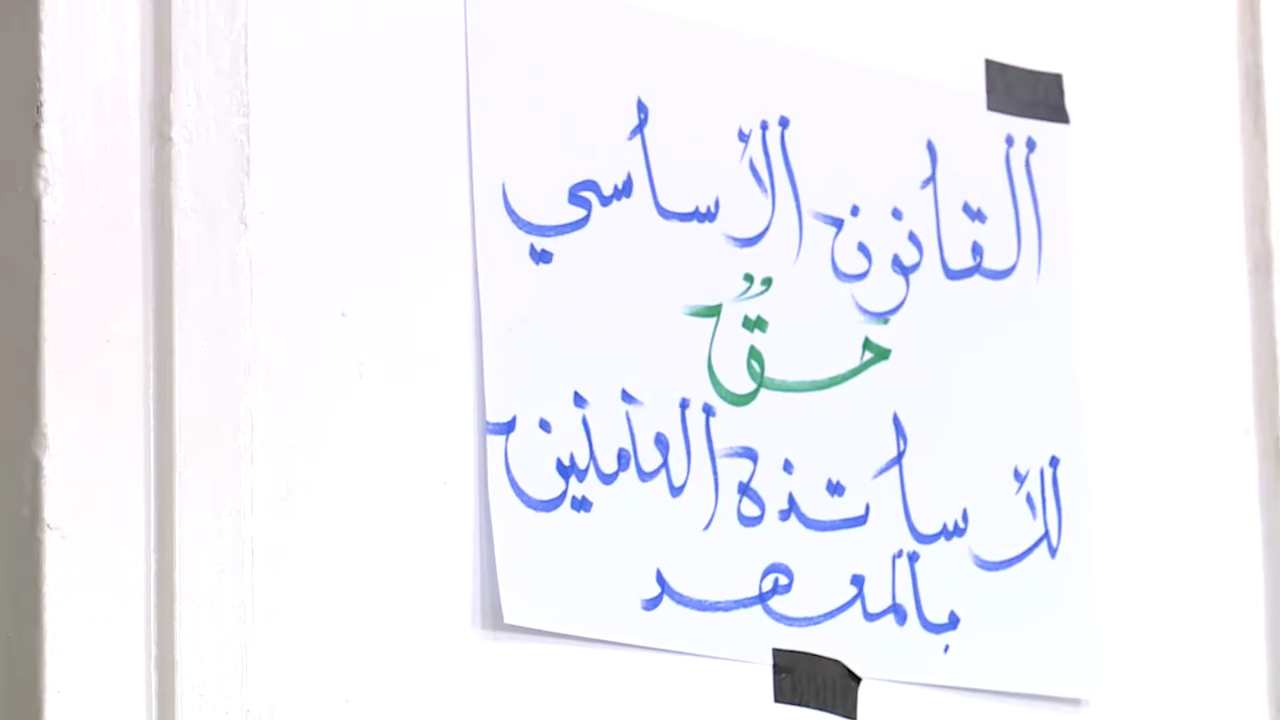 القانون الأساسي
حقٌ
للأساتذة العاملين
بالمعهد